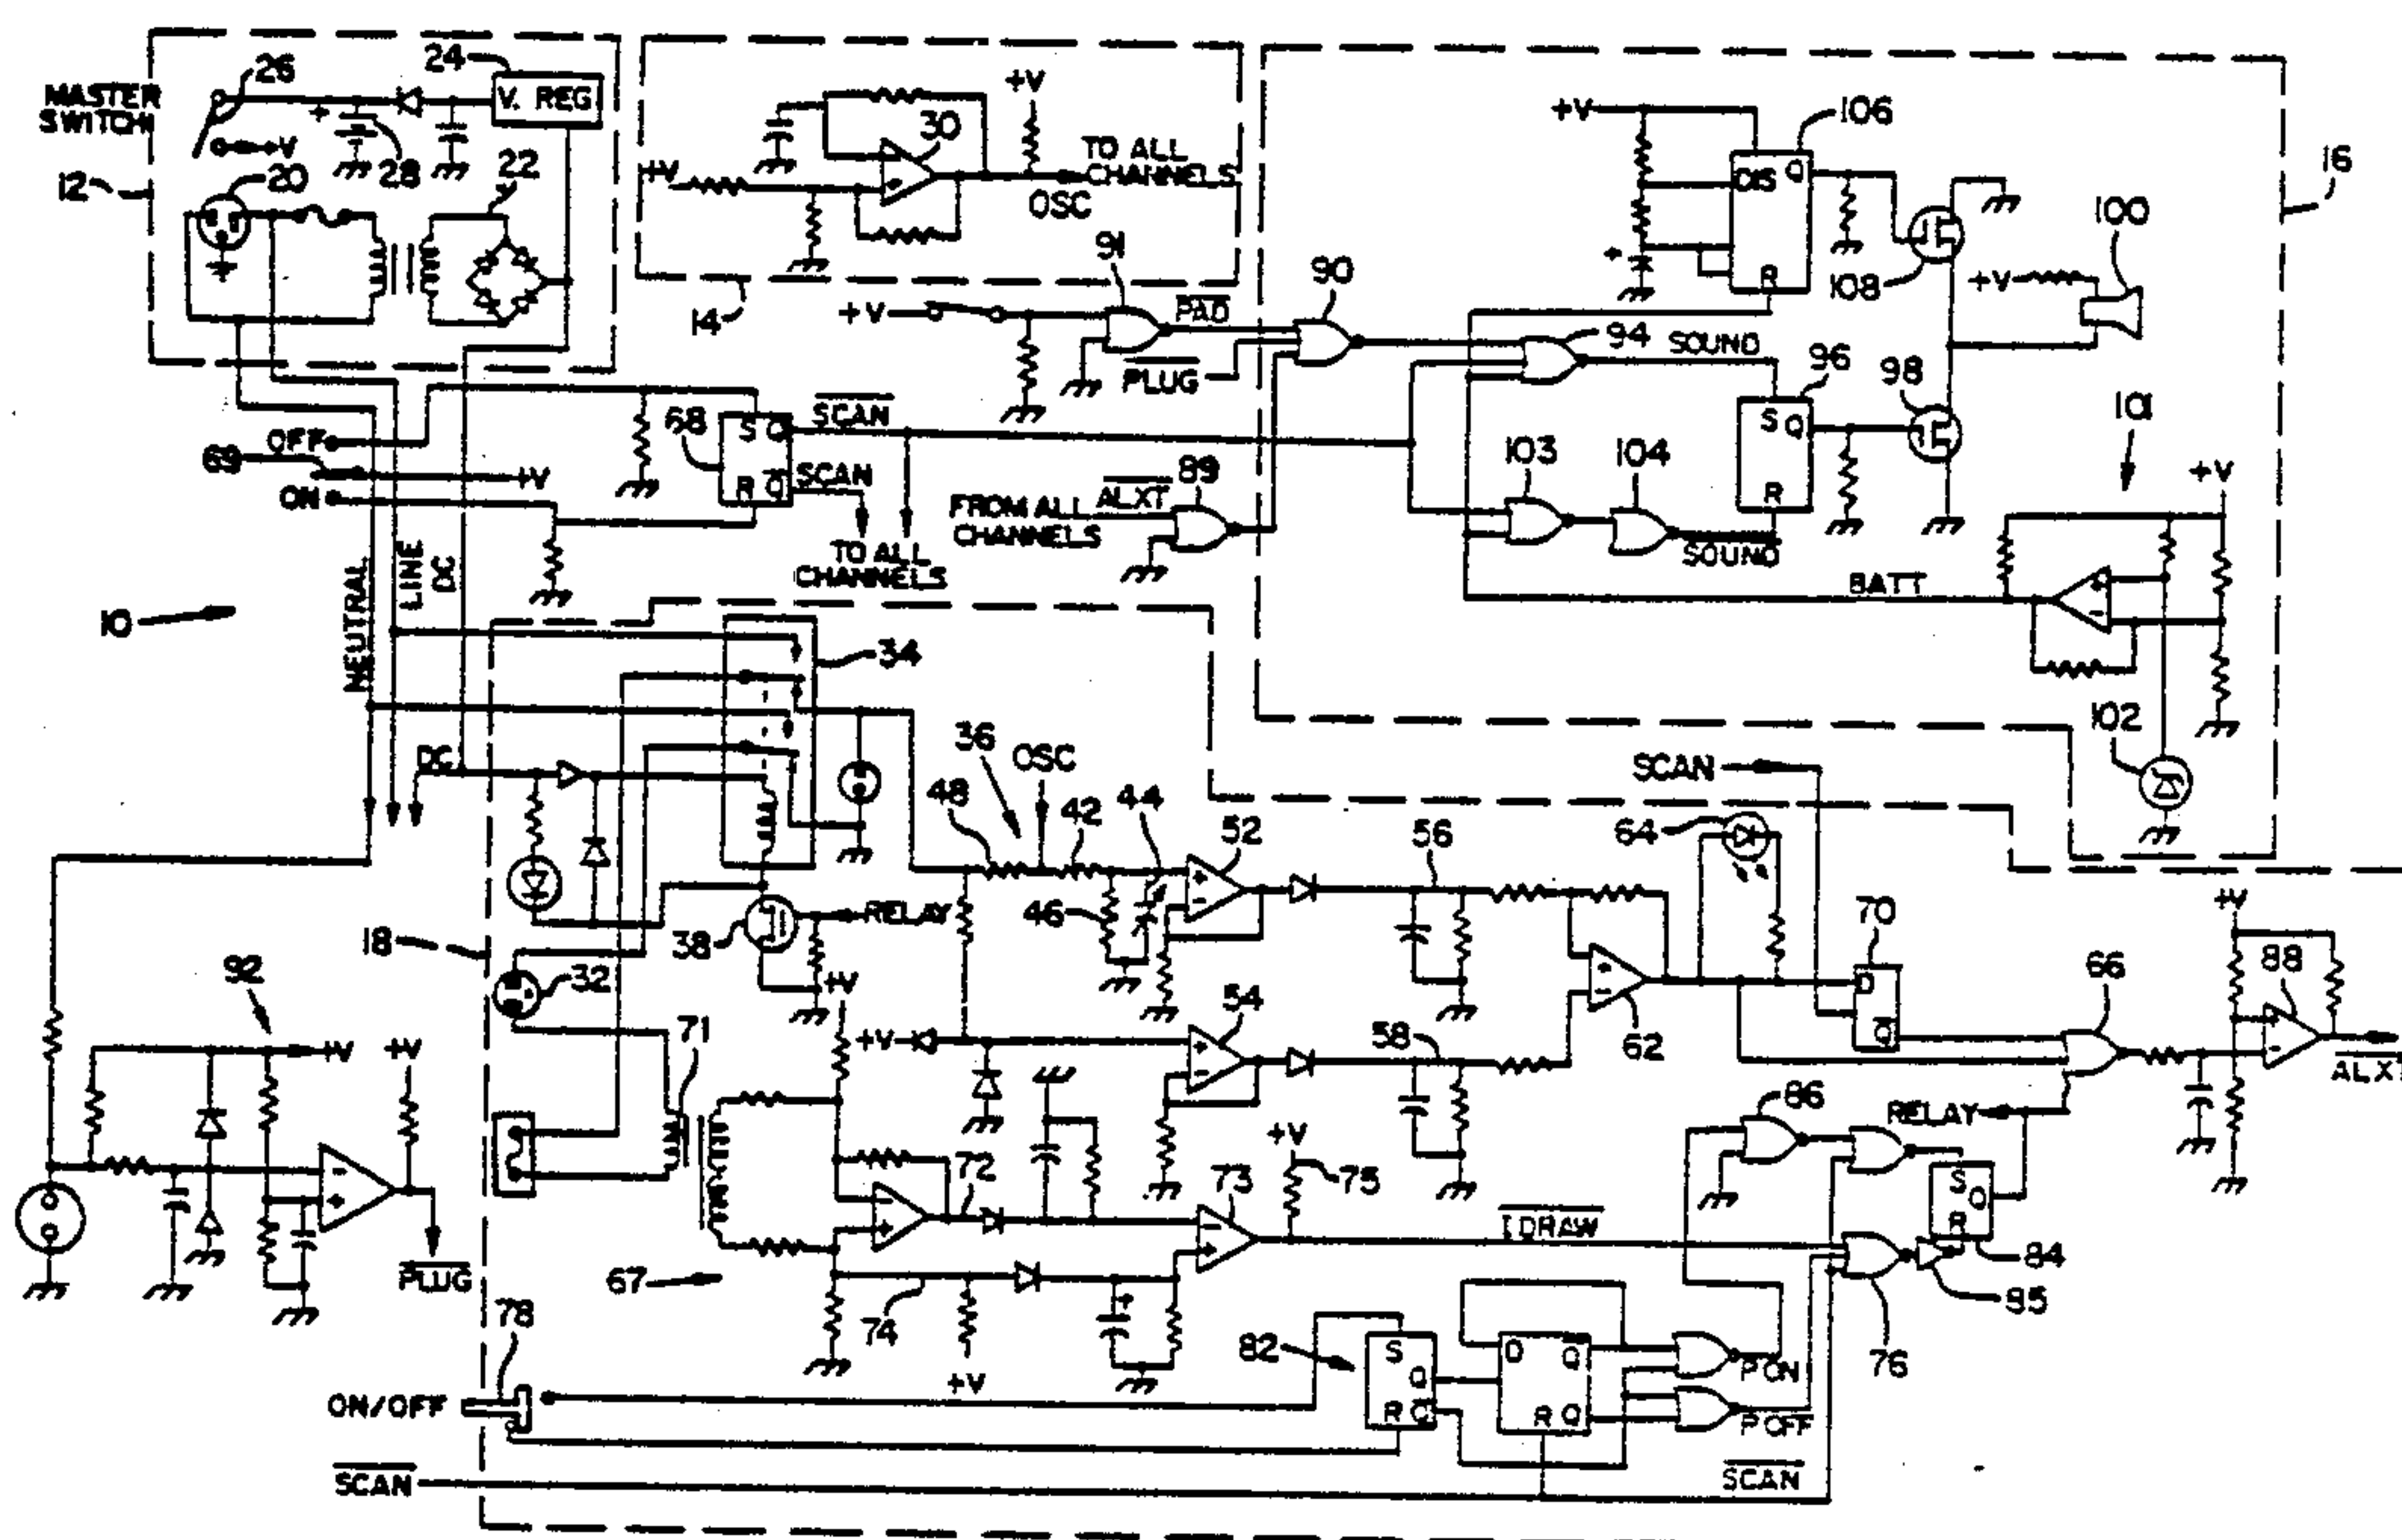 26
24
V. REG
MASTER
SWITCH
+
+V
28
22
20
12
+V
30
+V
TO ALL
CHANNELS
OSC
14
+V
106
DIS
Q
R
+
108
16
100
+V
91
PAD
+V
PLUG
90
94
SOUND
96
98
S
Q
R
101
+V
103
104
SOUND
BATT
+
-
102
OFF
69
+V
ON
68
S
Q
R
Q
SCAN
SCAN
TO ALL
CHANNELS
FROM ALL
CHANNELS
ALXT
89
10
NEUTRAL
LINE
DC
34
DC
36
OSC
48
42
44
46
52
+
-
56
SCAN
64
70
D
Q
66
+V
88
+
-
ALXT
RELAY
38
18
32
+V
71
+V
54
+
-
58
+
-
62
92
+V
+V
-
+
PLUG
72
-
+
73
-
+
+V
75
I DRAW
86
RELAY
S
Q
R
84
85
76
67
74
+V
+
78
ON/OFF
82
S
Q
R
Q
D
Q
R
Q
P ON
P OFF
SCAN
SCAN